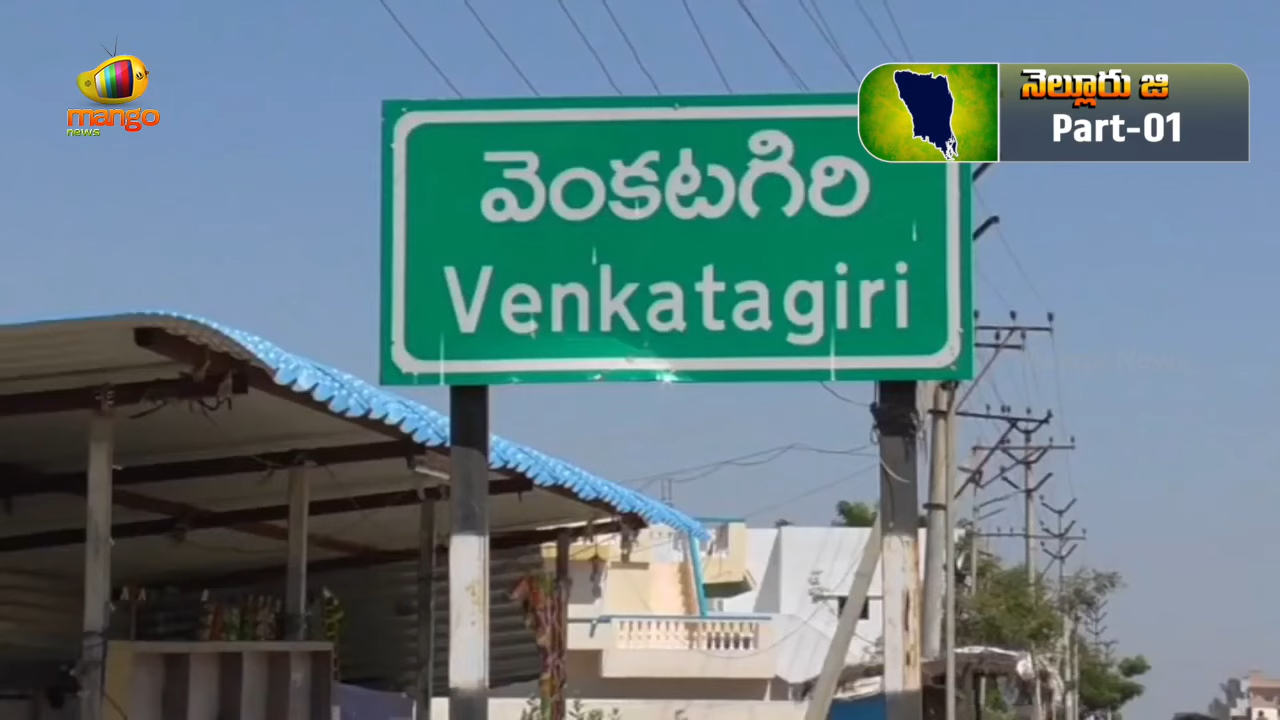 mango
news
నెల్లూరు జి
Part-01
వెంకటగిరి
Venkatagiri